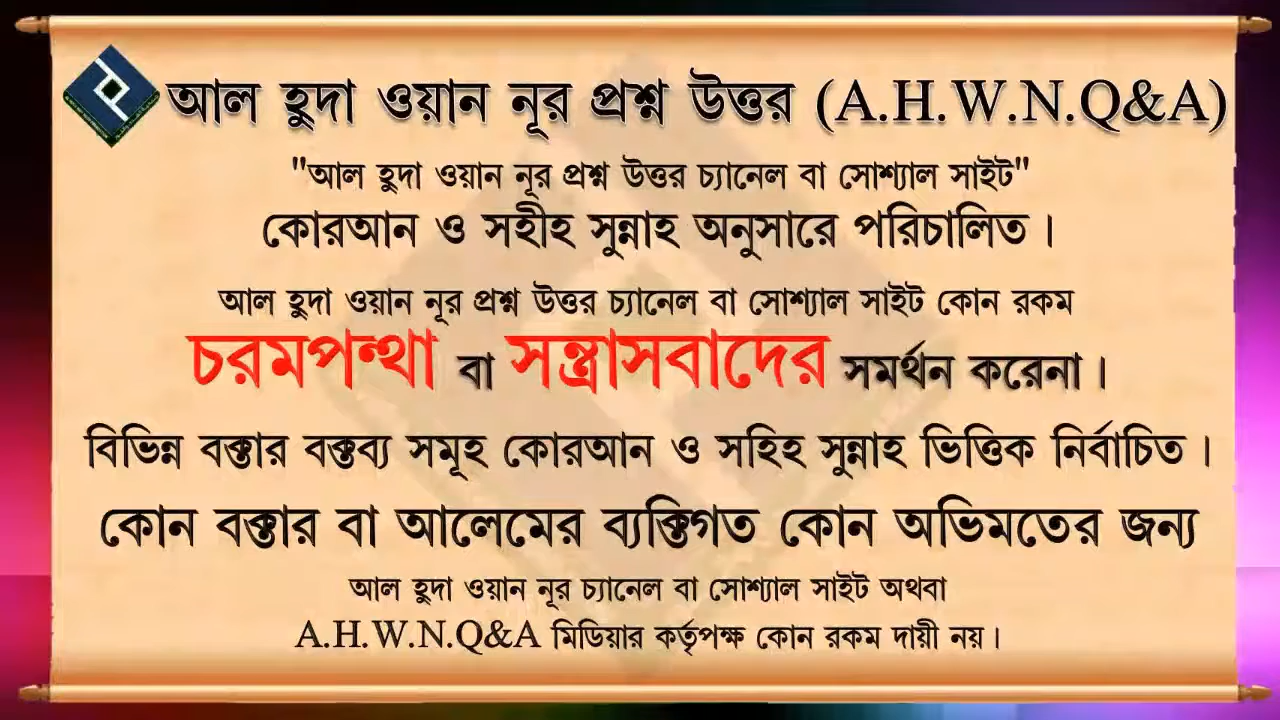 আল হুদা ওয়ান নূর প্রশ্ন উত্তর (A.H.W.N.Q&A)
"আল হুদা ওয়ান নূর প্রশ্ন উত্তর চ্যানেল বা সোশ্যাল সাইট"
কোরআন ও সহীহ সুন্নাহ অনুসারে পরিচালিত।
আল হুদা ওয়ান নূর প্রশ্ন উত্তর চ্যানেল বা সোশ্যাল সাইট কোন রকম
চরমপন্থা বা সন্ত্রাসবাদের সমর্থন করেনা।
বিভিন্ন বক্তার বক্তব্য সমূহ কোরআন ও সহিহ সুন্নাহ ভিত্তিক নির্বাচিত।
কোন বক্তার বা আলেমের ব্যক্তিগত কোন অভিমতের জন্য
আল হুদা ওয়ান নূর চ্যানেল বা সোশ্যাল সাইট অথবা
A.H.W.N.Q&A মিডিয়ার কর্তৃপক্ষ কোন রকম দায়ী নয়।